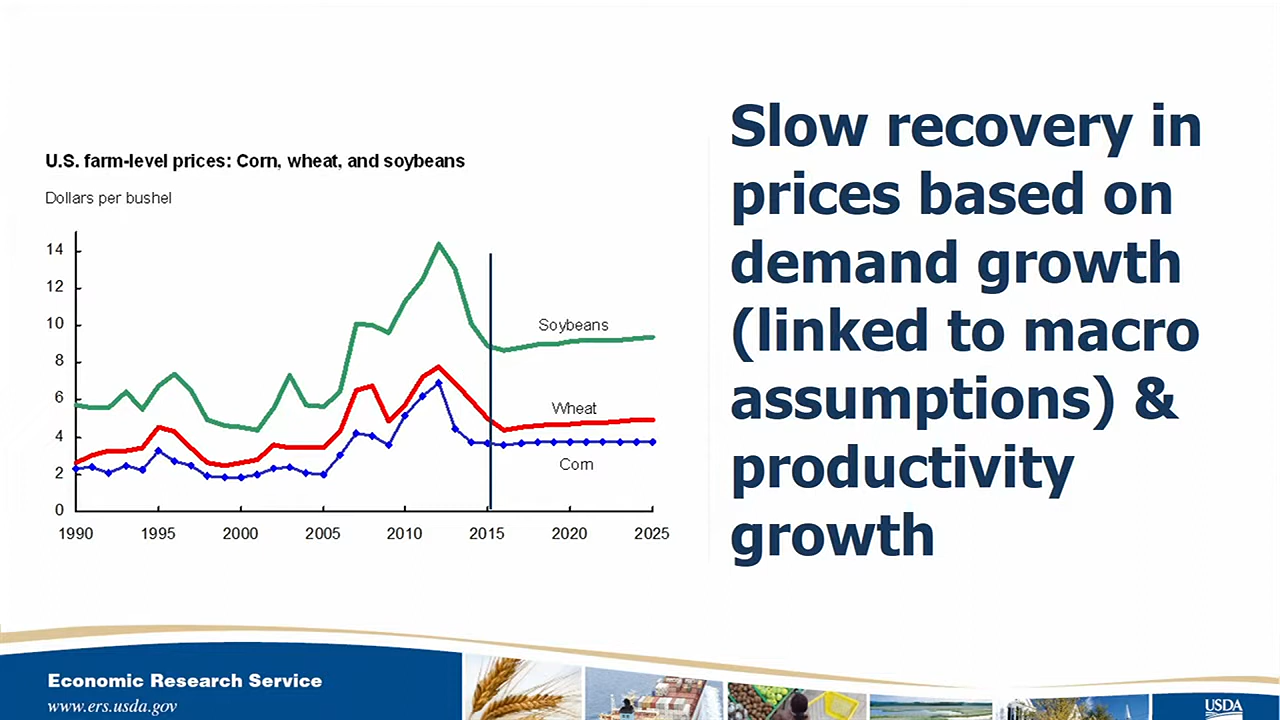 Slow recovery in
prices based on
demand growth
(linked to macro
assumptions) &
productivity
growth
U.S. farm-level prices: Corn, wheat, and soybeans
Dollars per bushel
14
12
10
8
6
4
2
0
Soybeans
Wheat
Corn
1990 1995 2000 2005 2010 2015 2020 2025
Economic Research Service
www.ers.usda.gov
USDA